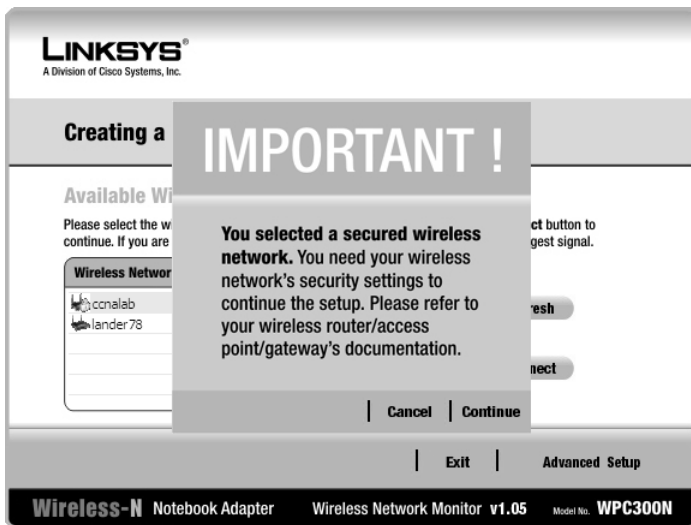 LINKSYS®
A Division of Cisco Systems, Inc.
Creating a
IMPORTANT !
Available Wi
Please select the w
ct button to
continue. If you are
gest signal.
You selected a secured wireless
network. You need your wireless
network's security settings to
continue the setup. Please refer to
your wireless router/access
point/gateway's documentation.
Wireless Networ
ccnalab
lander78
resh
nect
Cancel
Continue
Exit
Advanced Setup
Wireless-N Notebook Adapter
Wireless Network Monitor v1.05
Model No. WPC300N